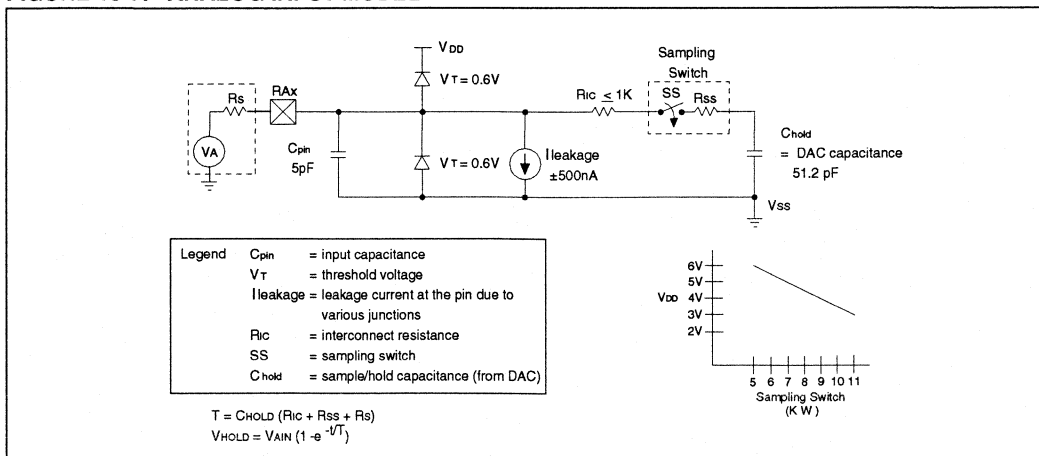 VDD
Sampling
Switch
VT = 0.6V
RAx
Rs
RIC ≤ 1K
SS
Rss
VA
Cpin
5pF
VT = 0.6V
I leakage
±500nA
Chold
= DAC capacitance
51.2 pF
Vss
Legend Cpin = input capacitance
VT = threshold voltage
I leakage = leakage current at the pin due to
various junctions
RIC = interconnect resistance
SS = sampling switch
C hold = sample/hold capacitance (from DAC)
6V
5V
VDD 4V
3V
2V
5 6 7 8 9 10 11
Sampling Switch
(K W)
T = CHOLD (RIC + RSS + RS)
VHOLD = VAIN (1 -e -t/T)